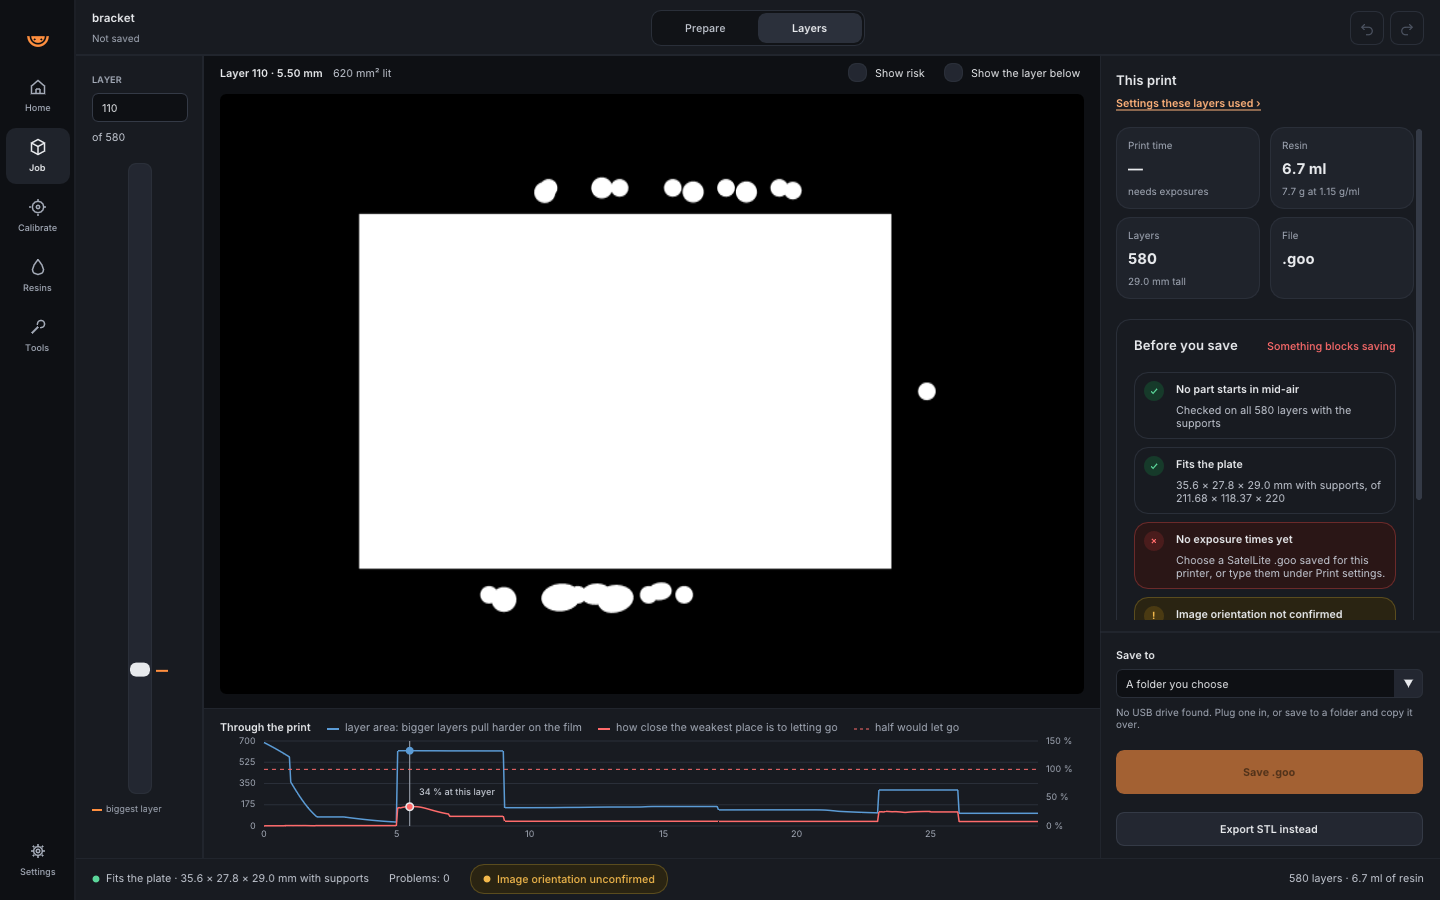 bracket
Not saved
Prepare
Layers
Home
Job
Calibrate
Resins
Tools
Settings
LAYER
110
of 580
biggest layer
Layer 110 · 5.50 mm 620 mm² lit
Show risk
Show the layer below
Through the print
layer area: bigger layers pull harder on the film
how close the weakest place is to letting go
half would let go
700
525
350
175
0
150 %
100 %
50 %
0 %
34 % at this layer
0 5 10 15 20 25
This print
Settings these layers used ›
Print time
—
needs exposures
Resin
6.7 ml
7.7 g at 1.15 g/ml
Layers
580
29.0 mm tall
File
.goo
Before you save
Something blocks saving
No part starts in mid-air
Checked on all 580 layers with the
supports
Fits the plate
35.6 × 27.8 × 29.0 mm with supports, of
211.68 × 118.37 × 220
No exposure times yet
Choose a SatelLite .goo saved for this
printer, or type them under Print settings.
Image orientation not confirmed
Save to
A folder you choose
No USB drive found. Plug one in, or save to a folder and copy it
over.
Save .goo
Export STL instead
Fits the plate · 35.6 × 27.8 × 29.0 mm with supports
Problems: 0
Image orientation unconfirmed
580 layers · 6.7 ml of resin